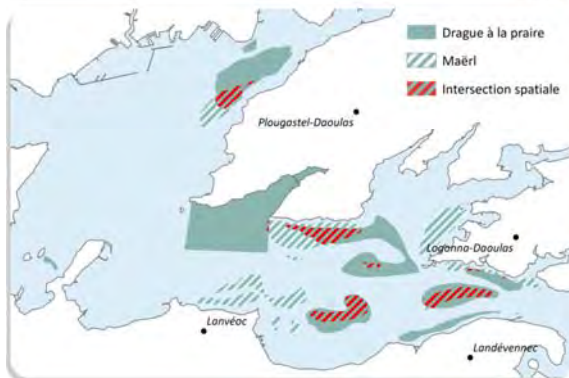 Drague à la praire
Maërl
Intersection spatiale
Plougastel-Daoulas
Logonna-Daoulas
Lanvéoc
Landévennec